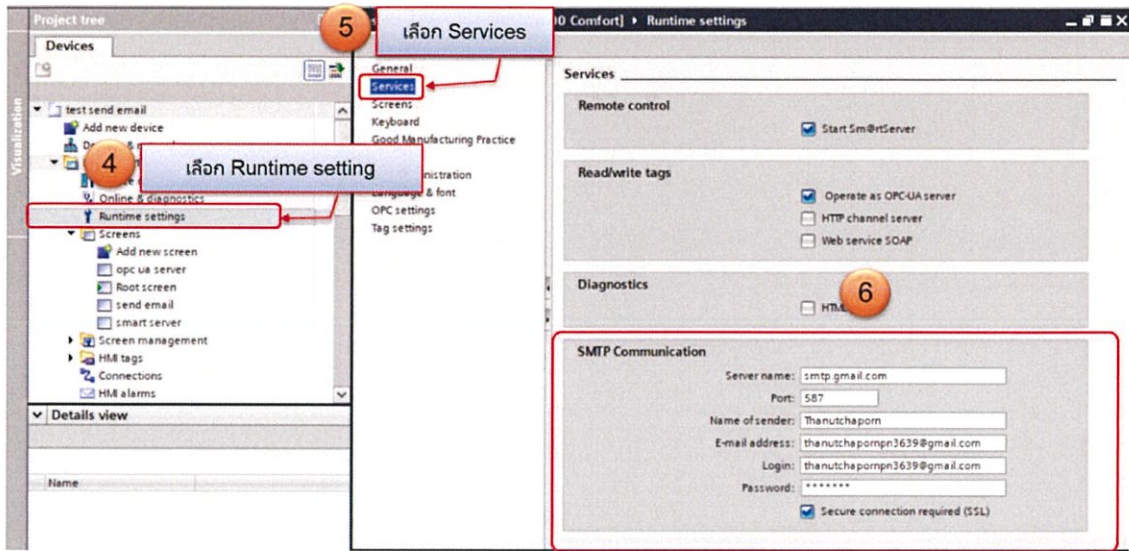 Project tree
00 Comfort] ▸ Runtime settings
5
เลือก Services
Devices
Visualization
test send email
Add new device
4
เลือก Runtime setting
Online & diagnostics
Runtime settings
Screens
Add new screen
opc ua server
Root screen
send email
smart server
Screen management
HMI tags
Connections
HMI alarms
Details view
Name
General
Services
Screens
Keyboard
Good Manufacturing Practice
Language & font
OPC settings
Tag settings
Services
Remote control
Start Sm@rtServer
Read/write tags
Operate as OPC-UA server
HTTP channel server
Web service SOAP
Diagnostics
6
SMTP Communication
Server name: smtp.gmail.com
Port: 587
Name of sender: Thanutchaporn
E-mail address: thanutchapornpn3639@gmail.com
Login: thanutchapornpn3639@gmail.com
Password: *******
Secure connection required (SSL)